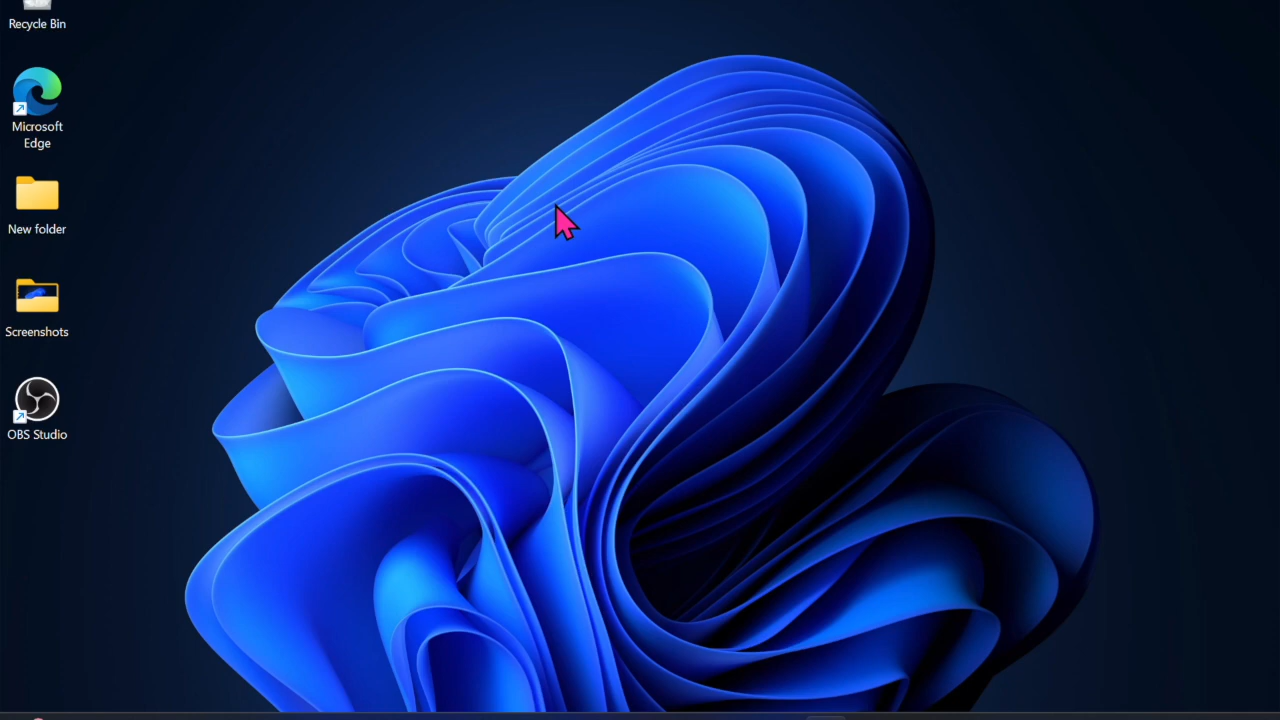 Recycle Bin
Microsoft
Edge
New folder
Screenshots
OBS Studio